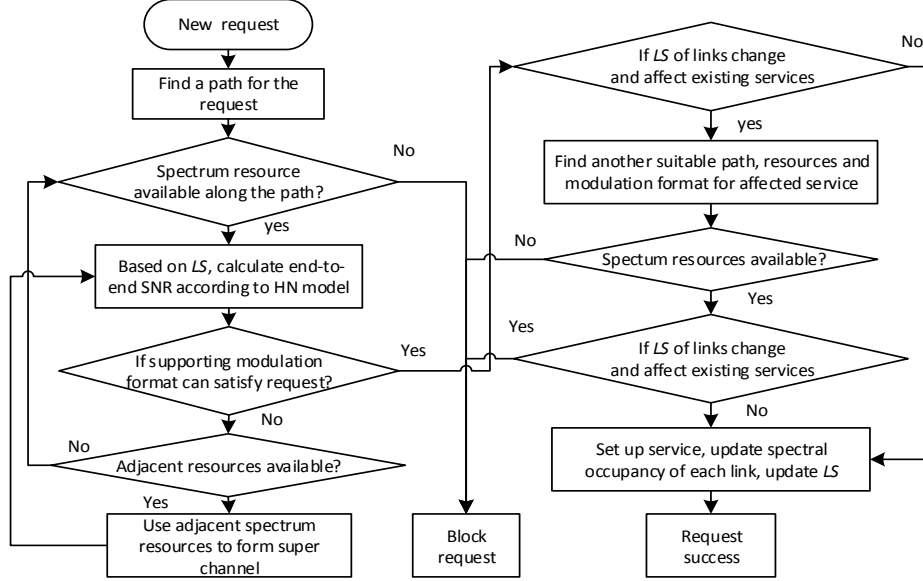 New request
Find a path for the
request
No
Spectrum resource
available along the path?
yes
Based on LS, calculate end-to-
end SNR according to HN model
If supporting modulation
format can satisfy request?
Yes
No
No
Adjacent resources available?
Yes
Use adjacent spectrum
resources to form super
channel
Block
request
No
If LS of links change
and affect existing services
yes
Find another suitable path, resources and
modulation format for affected service
No
Spectum resources available?
Yes
Yes
If LS of links change
and affect existing services
No
Set up service, update spectral
occupancy of each link, update LS
Request
success